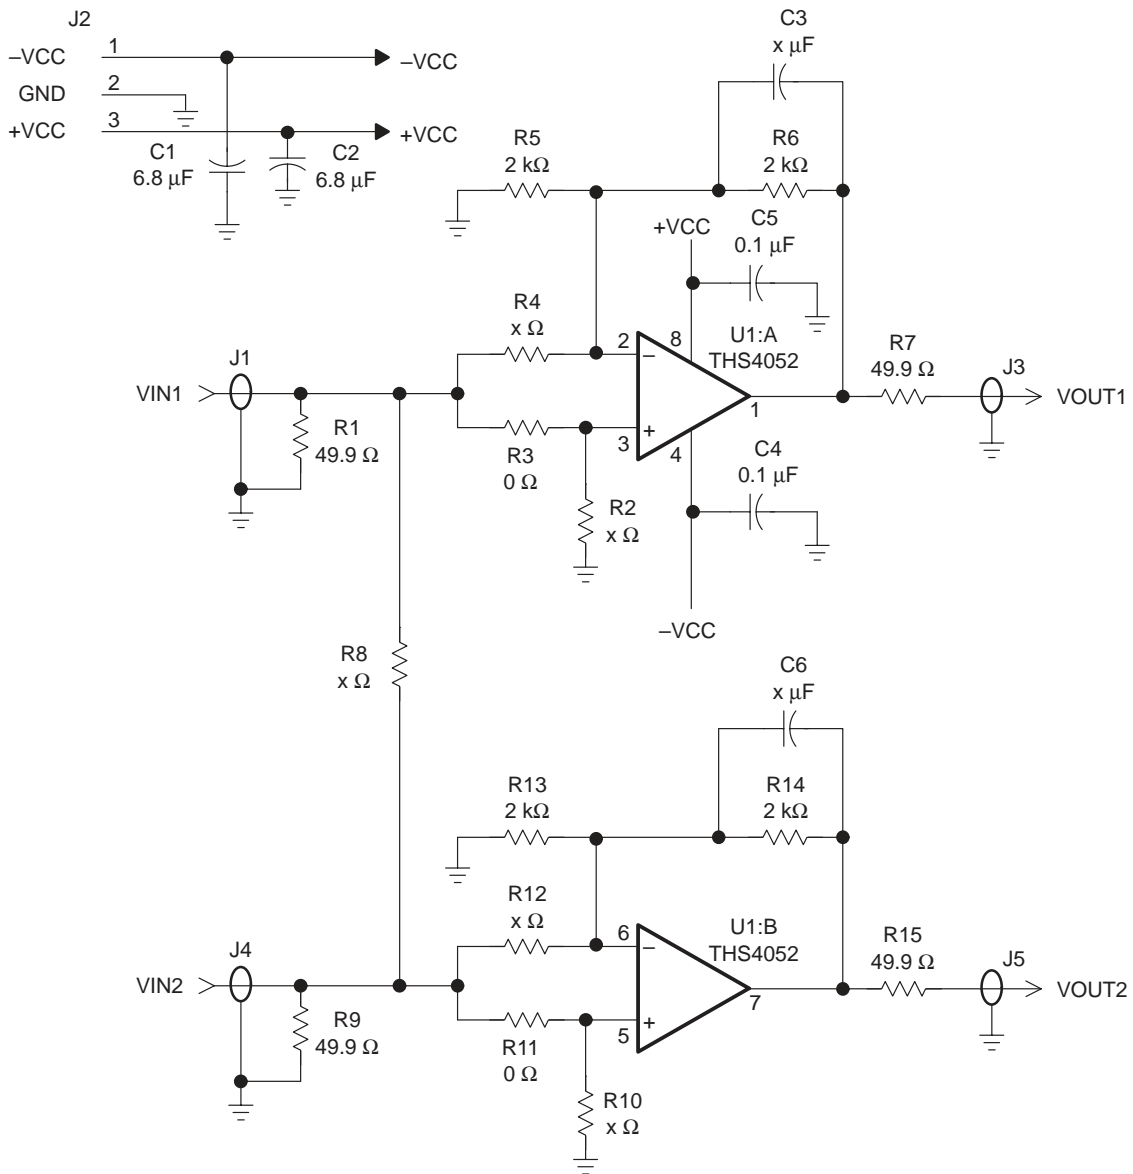 J2
–VCC
1
–VCC
GND
2
+VCC
3
+VCC
C1
6.8 μF
C2
6.8 μF
C3
x μF
R5
2 kΩ
R6
2 kΩ
+VCC
C5
0.1 μF
R4
x Ω
2
–
8
U1:A
THS4052
R7
49.9 Ω
J1
VIN1
J3
VOUT1
1
R1
49.9 Ω
R3
0 Ω
3
+
4
C4
0.1 μF
R2
x Ω
–VCC
R8
x Ω
C6
x μF
R13
2 kΩ
R14
2 kΩ
R12
x Ω
6
–
U1:B
THS4052
R15
49.9 Ω
J4
VIN2
J5
VOUT2
7
R9
49.9 Ω
R11
0 Ω
5
+
R10
x Ω